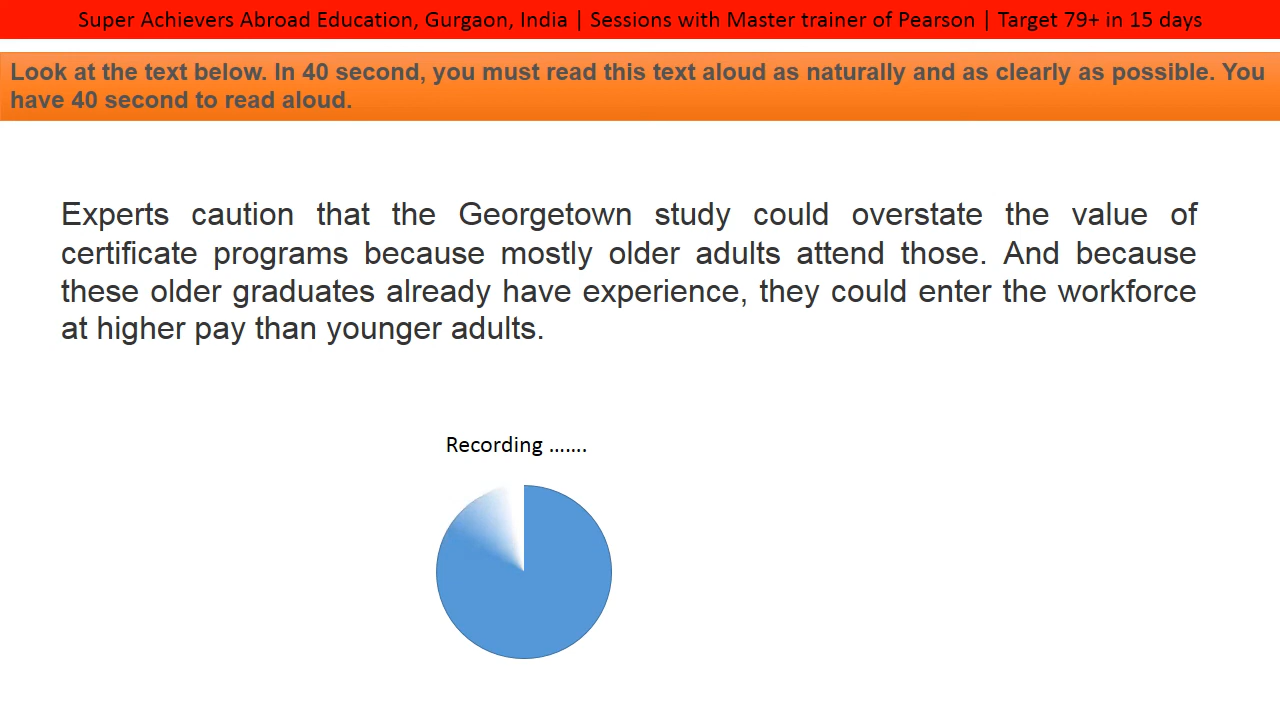 Super Achievers Abroad Education, Gurgaon, India | Sessions with Master trainer of Pearson | Target 79+ in 15 days
Look at the text below. In 40 second, you must read this text aloud as naturally and as clearly as possible. You
have 40 second to read aloud.
Experts caution that the Georgetown study could overstate the value of
certificate programs because mostly older adults attend those. And because
these older graduates already have experience, they could enter the workforce
at higher pay than younger adults.
Recording .......